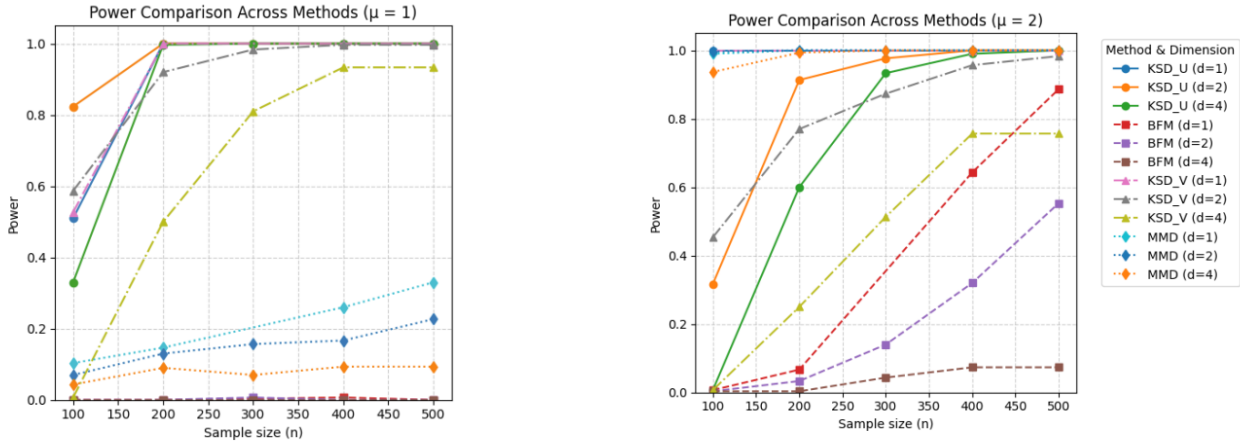 Power Comparison Across Methods (μ = 1)
1.0
0.8
0.6
0.4
0.2
0.0
Power
100 150 200 250 300 350 400 450 500
Sample size (n)
Power Comparison Across Methods (μ = 2)
1.0
0.8
0.6
0.4
0.2
0.0
Power
100 150 200 250 300 350 400 450 500
Sample size (n)
Method & Dimension
KSD_U (d=1)
KSD_U (d=2)
KSD_U (d=4)
BFM (d=1)
BFM (d=2)
BFM (d=4)
KSD_V (d=1)
KSD_V (d=2)
KSD_V (d=4)
MMD (d=1)
MMD (d=2)
MMD (d=4)